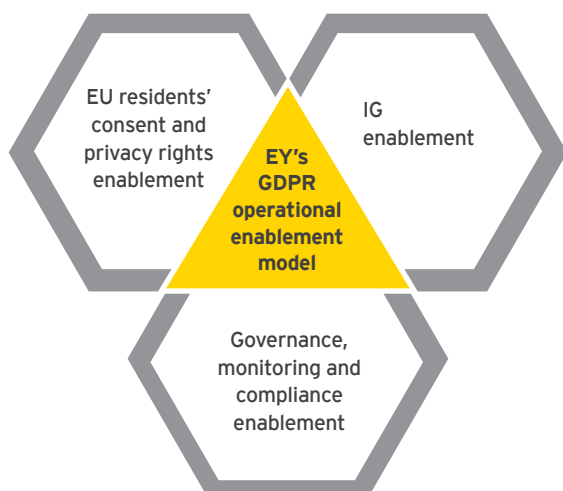 EU residents’
consent and
privacy rights
enablement
IG
enablement
EY’s
GDPR
operational
enablement
model
Governance,
monitoring and
compliance
enablement